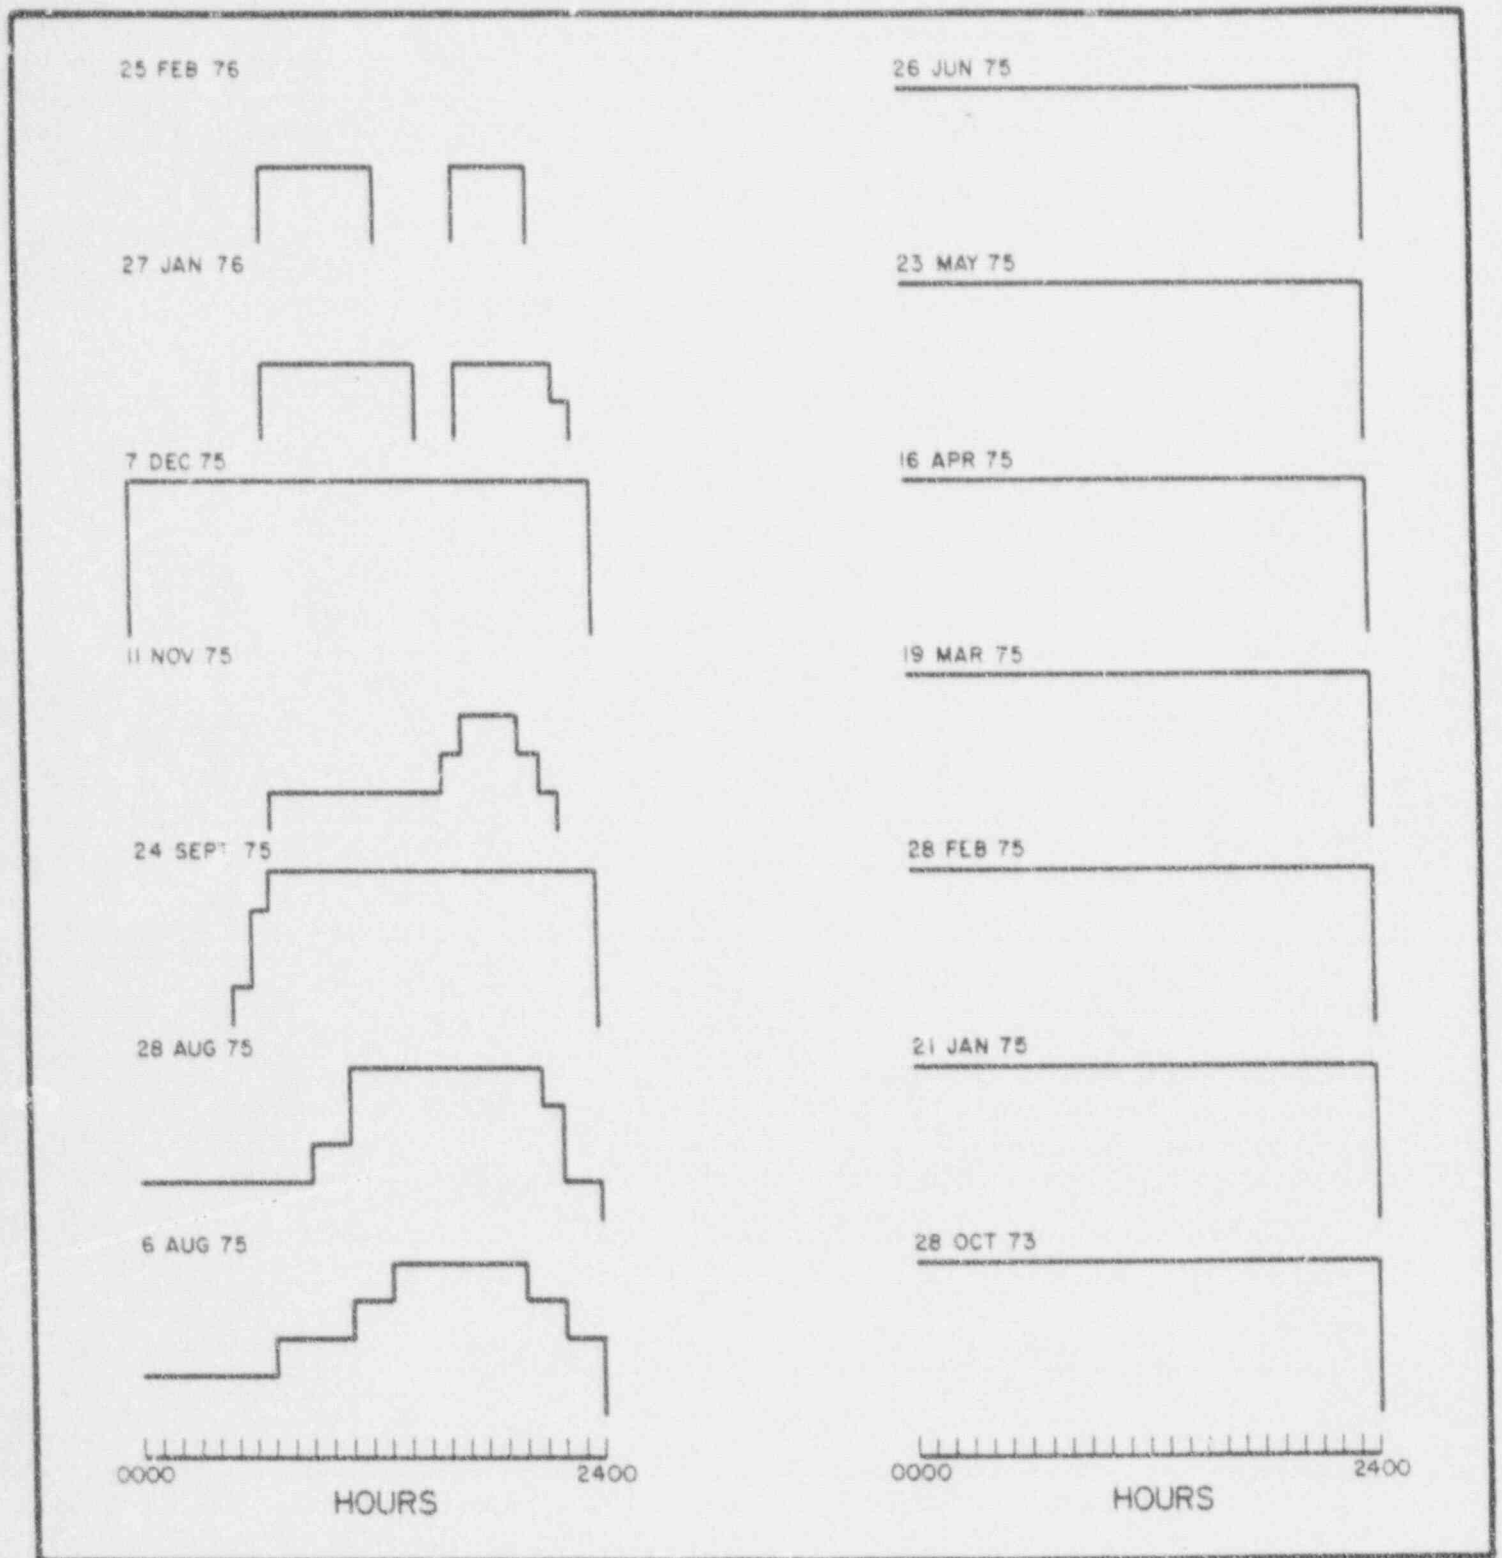 25 FEB 76
27 JAN 76
7 DEC 75
11 NOV 75
24 SEPT 75
28 AUG 75
6 AUG 75
0000 2400
HOURS
26 JUN 75
23 MAY 75
16 APR 75
19 MAR 75
28 FEB 75
21 JAN 75
28 OCT 73
0000 2400
HOURS